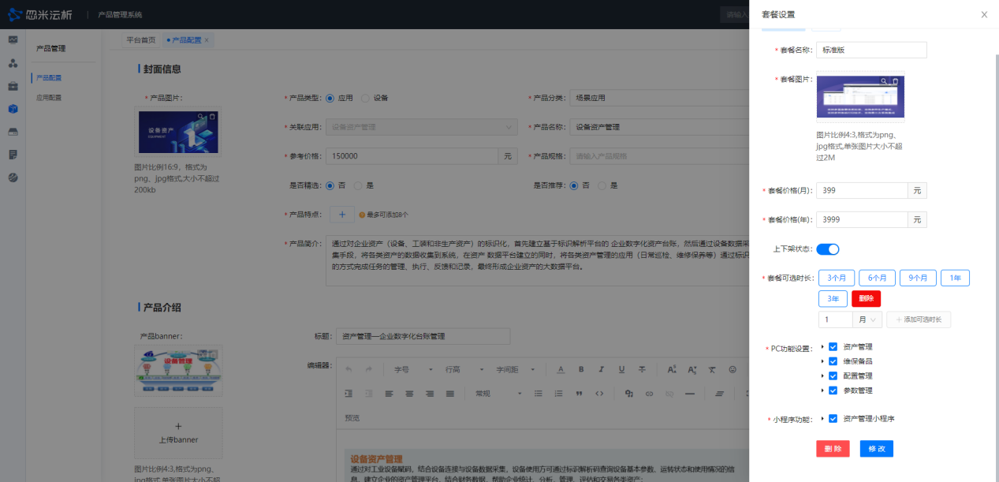 忽米沄析
产品管理系统
请输入
套餐设置
产品管理
产品配置
应用配置
平台首页
产品配置 ×
封面信息
* 产品图片:
设备资产
图片比例16:9，格式为
png、jpg格式,大小不超过
200kb
* 产品类型: 应用 设备
* 产品分类: 场景应用
* 关联应用: 设备资产管理
* 产品名称: 设备资产管理
* 参考价格: 150000 元
* 产品规格: 请输入产品规格
是否精选: 否 是
是否推荐: 否 是
* 产品特点: + 最多可添加8个
* 产品简介:
通过对企业资产（设备、工装和非生产资产）的标识化，首先建立基于标识解析平台的 企业数字化资产台账，然后通过设备数据采
集手段，将各类资产的数据收集到系统，在资产 数据平台建立的同时，将各类资产管理的应用（日常巡检、维修保养等）通过标识
的方式完成任务的管理、执行、反馈和记录，最终形成企业资产的大数据平台。
产品介绍
产品banner:
设备管理
+
上传banner
图片比例4:3,格式为png、
jpg格式,单张图片大小不超
标题: 资产管理—企业数字化台账管理
编辑器:
字号 行高 字间距
常规
预览
设备资产管理
通过对工业设备赋码，结合设备连接与设备数据采集、设备使用方可通过标识解析码查询设备基本参数、运转状态和使用情况的信
息，建立企业的资产管理平台，结合财务数据，帮助企业统计、分析、管理、评估和交易各类资产;
* 套餐名称: 标准版
* 套餐图片:
图片比例4:3,格式为png、
jpg格式,单张图片大小不超
过2M
* 套餐价格(月): 399 元
* 套餐价格(年): 3999 元
上下架状态:
* 套餐可选时长: 3个月 6个月 9个月 1年
3年 删除
1 月 + 添加可选时长
* PC功能设置: 资产管理
维保备品
配置管理
参数管理
* 小程序功能: 资产管理小程序
删 除 修 改